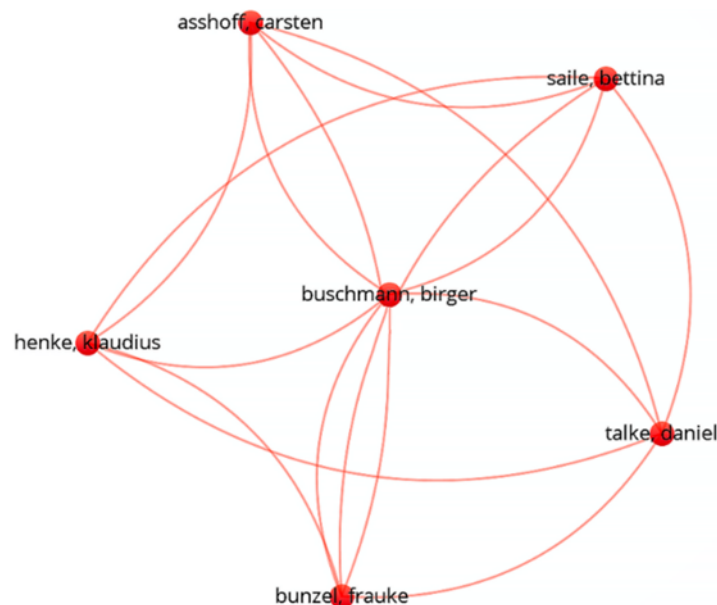 asshoff, carsten
saile, bettina
buschmann, birger
henke, klaudius
talke, daniel
bunzel, frauke